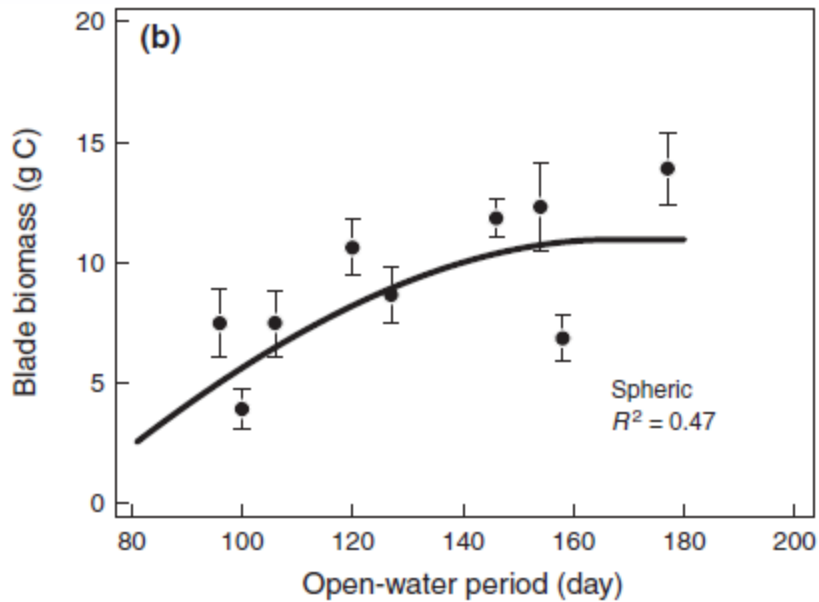 (b)
20
15
10
5
0
Blade biomass (g C)
Spheric
R² = 0.47
80 100 120 140 160 180 200
Open-water period (day)